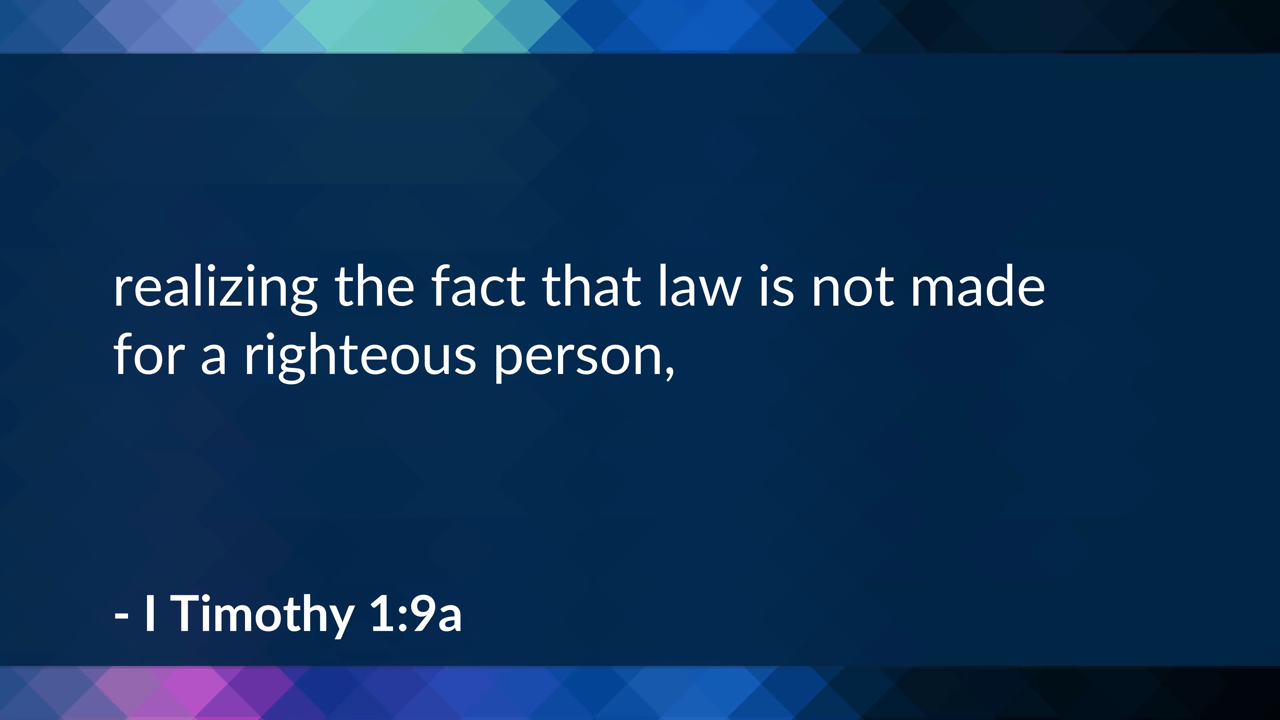 realizing the fact that law is not made
for a righteous person,
- I Timothy 1:9a